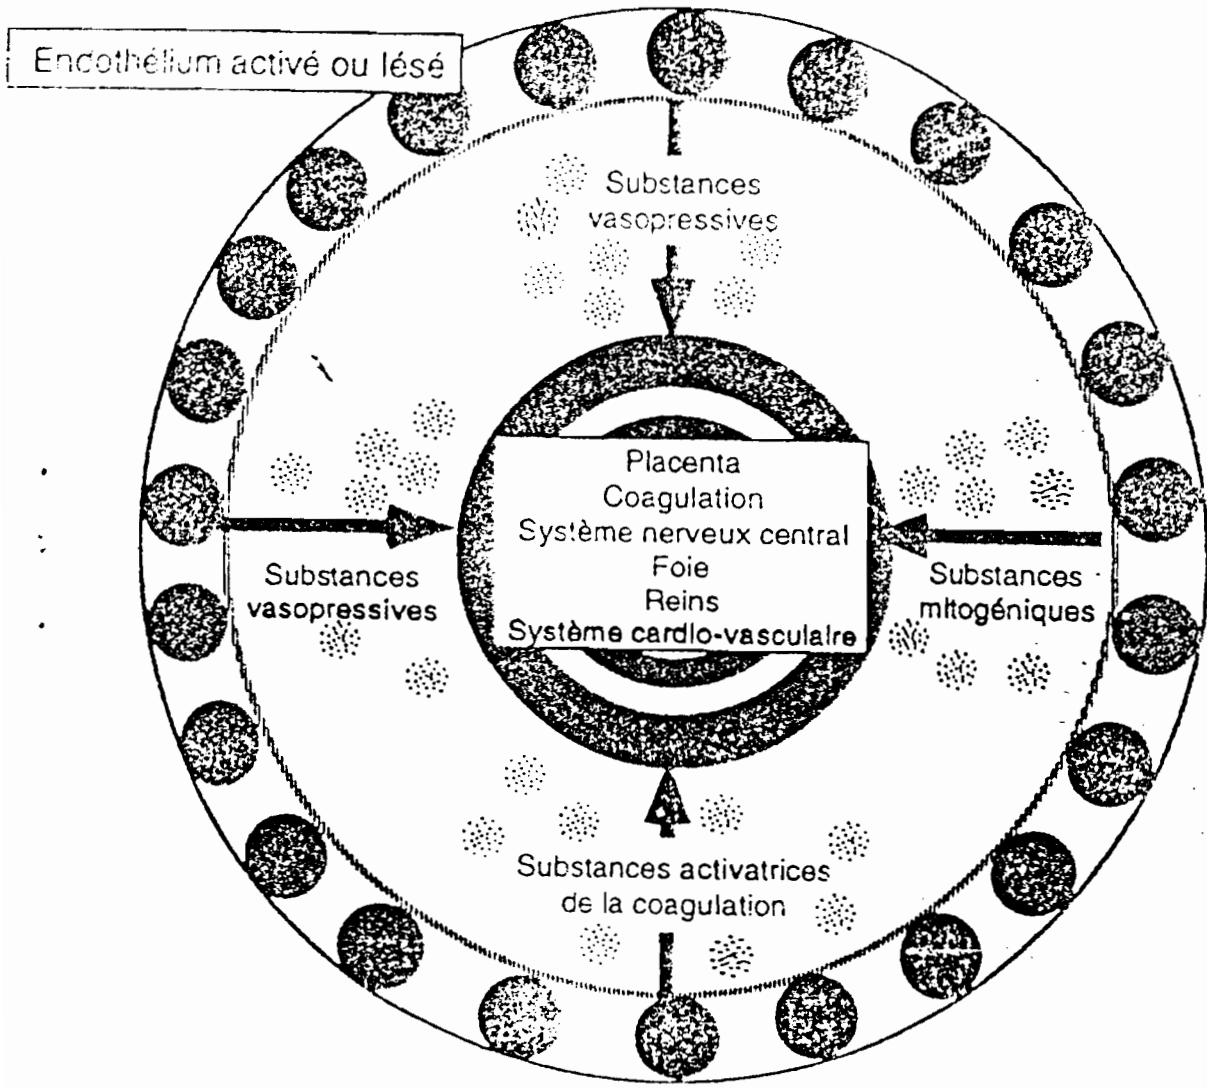 Endothélium activé ou lésé
Substances
vasopressives
Placenta
Coagulation
Système nerveux central
Foie
Reins
Système cardio-vasculaire
Substances
vasopressives
Substances
mitogéniques
Substances activatrices
de la coagulation